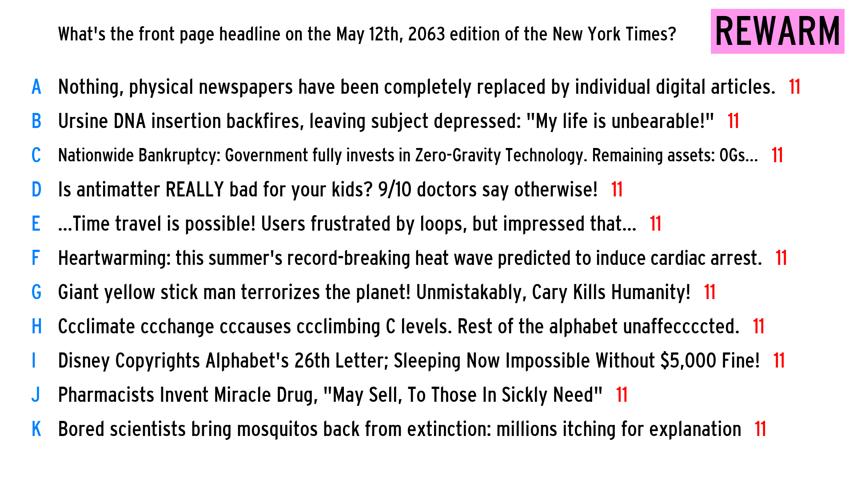 What's the front page headline on the May 12th, 2063 edition of the New York Times?
REWARM
A Nothing, physical newspapers have been completely replaced by individual digital articles. 11
B Ursine DNA insertion backfires, leaving subject depressed: "My life is unbearable!" 11
C Nationwide Bankruptcy: Government fully invests in Zero-Gravity Technology. Remaining assets: 0Gs... 11
D Is antimatter REALLY bad for your kids? 9/10 doctors say otherwise! 11
E ...Time travel is possible! Users frustrated by loops, but impressed that... 11
F Heartwarming: this summer's record-breaking heat wave predicted to induce cardiac arrest. 11
G Giant yellow stick man terrorizes the planet! Unmistakably, Cary Kills Humanity! 11
H Ccclimate ccchange cccauses ccclimbing C levels. Rest of the alphabet unaffecccccted. 11
I Disney Copyrights Alphabet's 26th Letter; Sleeping Now Impossible Without $5,000 Fine! 11
J Pharmacists Invent Miracle Drug, "May Sell, To Those In Sickly Need" 11
K Bored scientists bring mosquitos back from extinction: millions itching for explanation 11